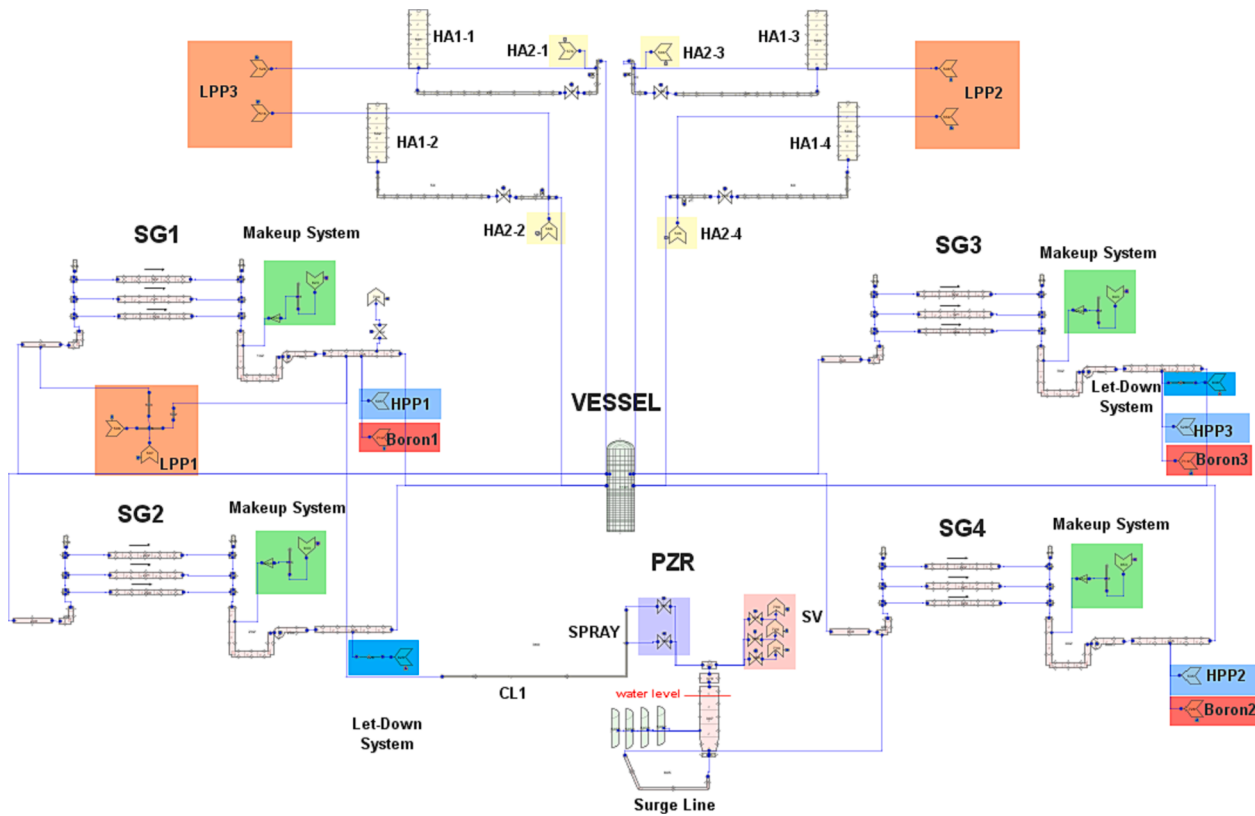 HA1-1
HA2-1
HA2-3
HA1-3
LPP3
LPP2
HA1-2
HA1-4
HA2-2
HA2-4
SG1
Makeup System
SG3
Makeup System
Let-Down
System
VESSEL
HPP1
Boron1
LPP1
HPP3
Boron3
SG2
Makeup System
SG4
Makeup System
PZR
SPRAY
SV
CL1
water level
HPP2
Boron2
Let-Down
System
Surge Line